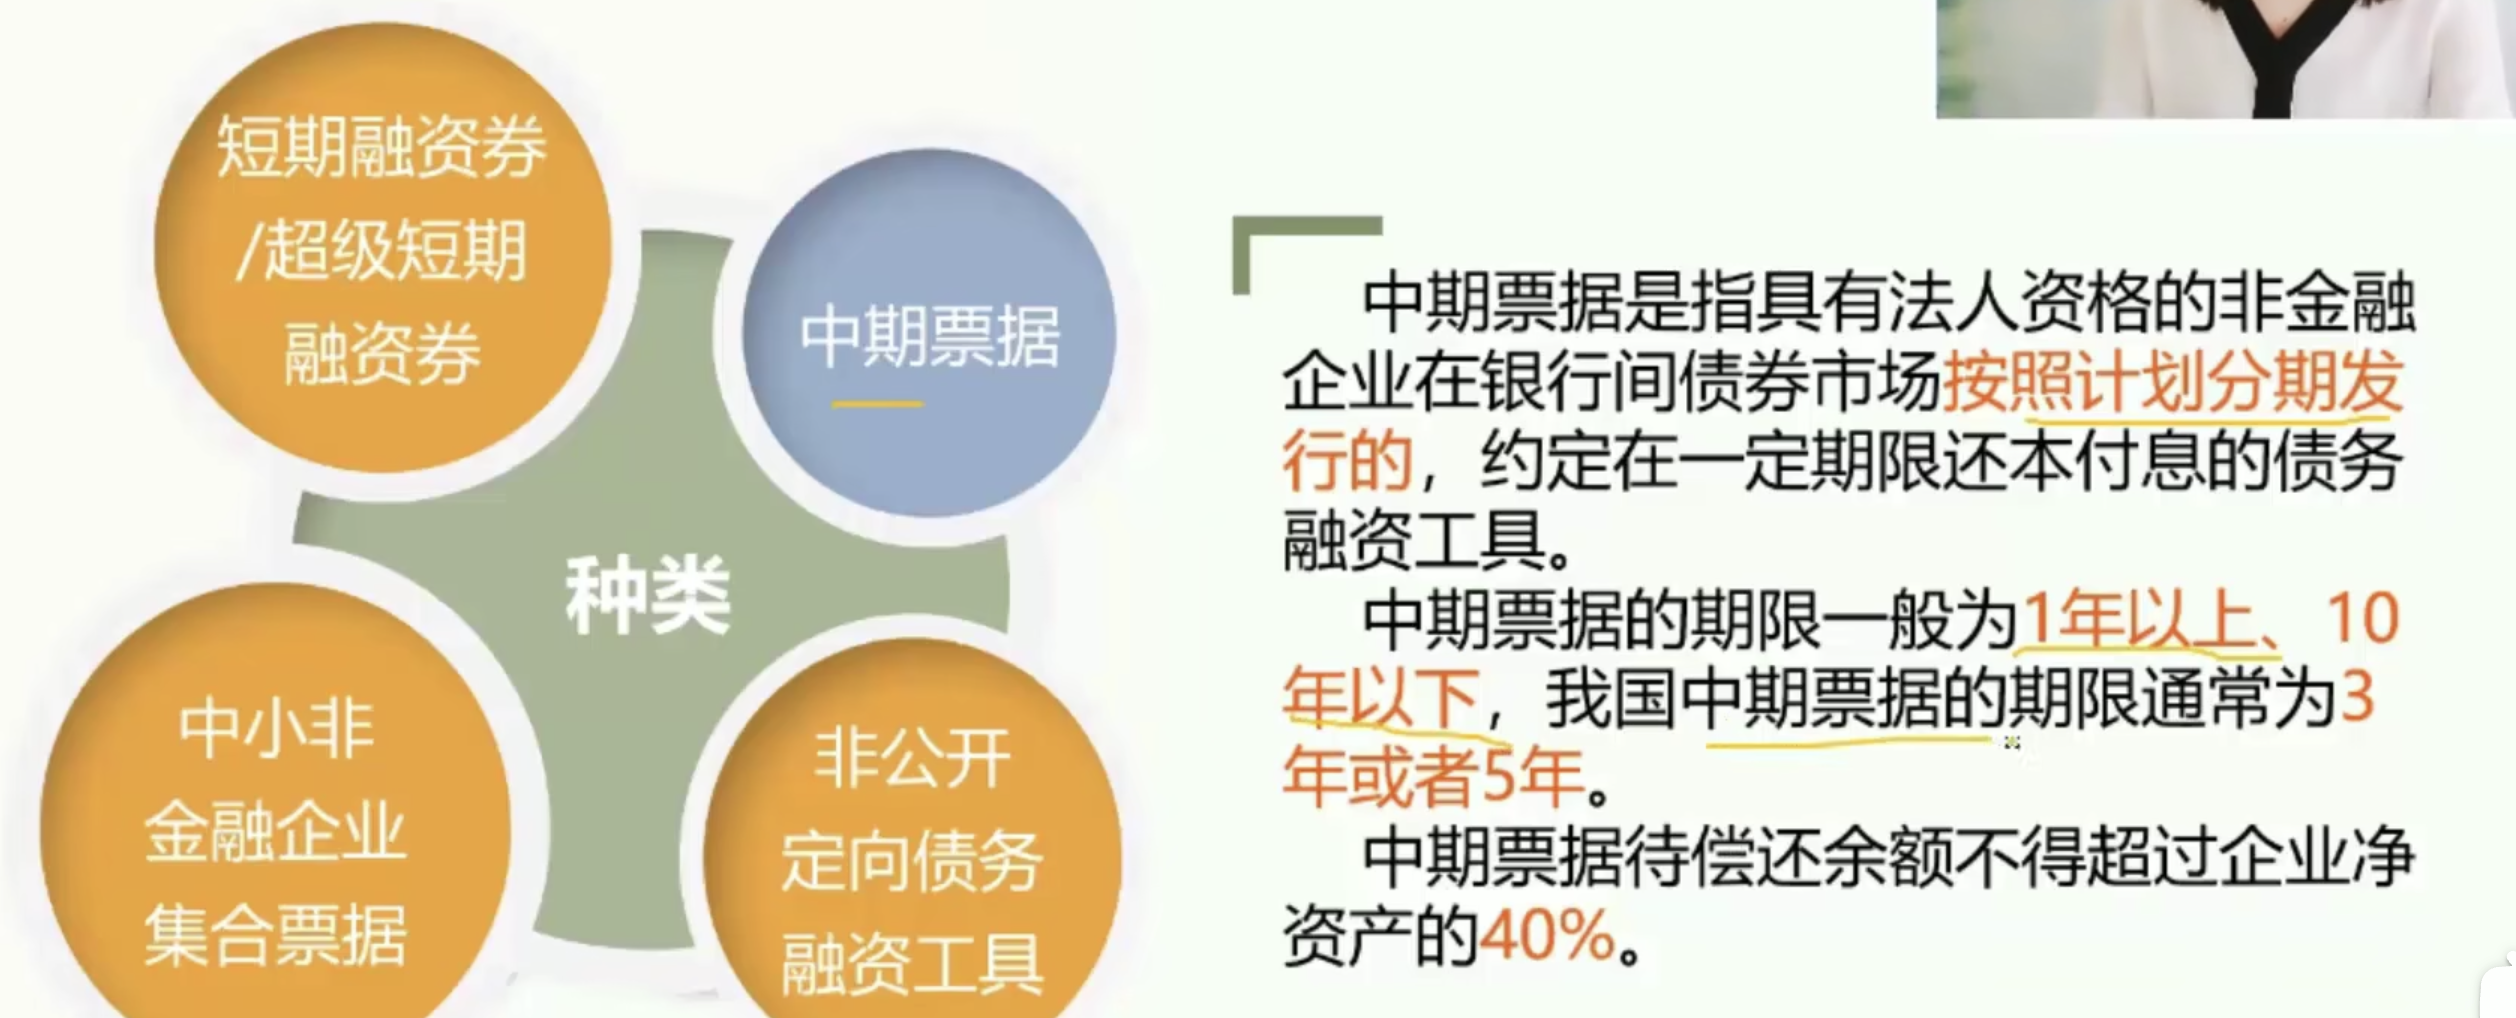 短期融资券
/超级短期
融资券
中期票据
种类
中小非
金融企业
集合票据
非公开
定向债务
融资工具
中期票据是指具有法人资格的非金融
企业在银行间债券市场按照计划分期发
行的，约定在一定期限还本付息的债务
融资工具。
中期票据的期限一般为1年以上、10
年以下，我国中期票据的期限通常为3
年或者5年。
中期票据待偿还余额不得超过企业净
资产的40%。